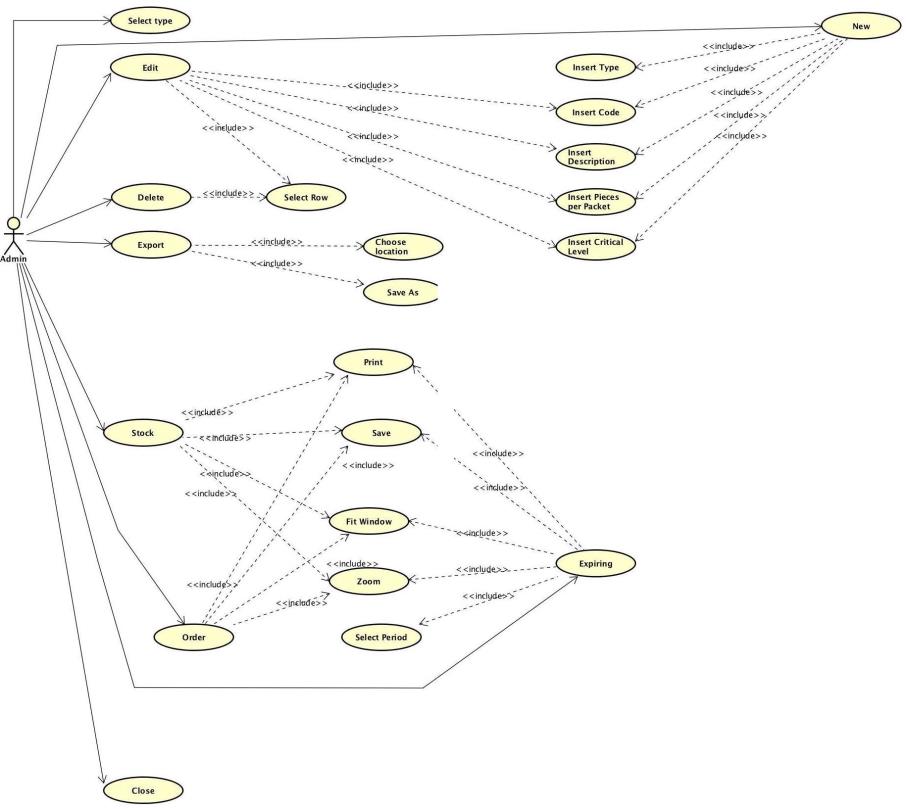 Select type
New
<<include>>
Edit
Insert Type
<<include>>
<<include>>
<<include>>
Insert Code
<<include>>
<<include>>
<<include>>
<<include>>
<<include>>
Insert
Description
<<include>>
Delete
<<include>>
Select Row
Insert Pieces
per Packet
Admin
Export
<<include>>
Choose
location
Insert Critical
Level
<<include>>
Save As
Print
<<include>>
Stock
<<include>>
Save
<<include>>
<<include>>
<<include>>
<<include>>
<<include>>
Fit Window
<<include>>
<<include>>
Expiring
<<include>>
<<include>>
Zoom
<<include>>
<<include>>
Order
Select Period
Close